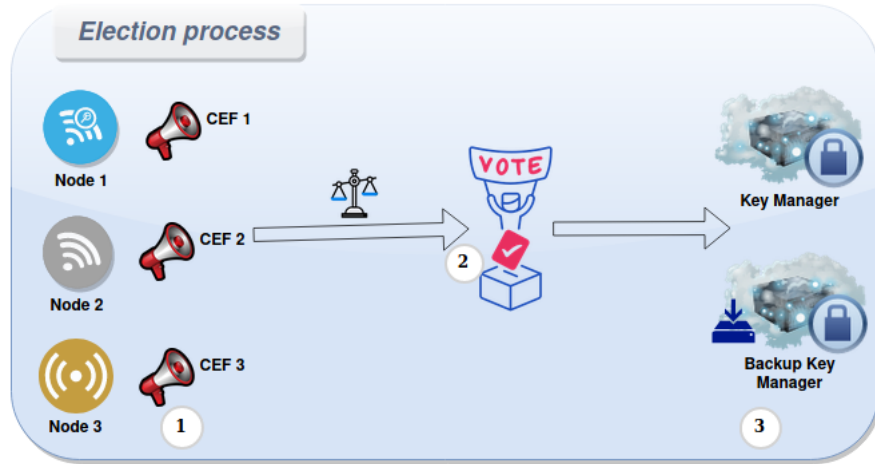 Election process
CEF 1
Node 1
VOTE
Key Manager
CEF 2
Node 2
2
CEF 3
Node 3
1
Backup Key
Manager
3